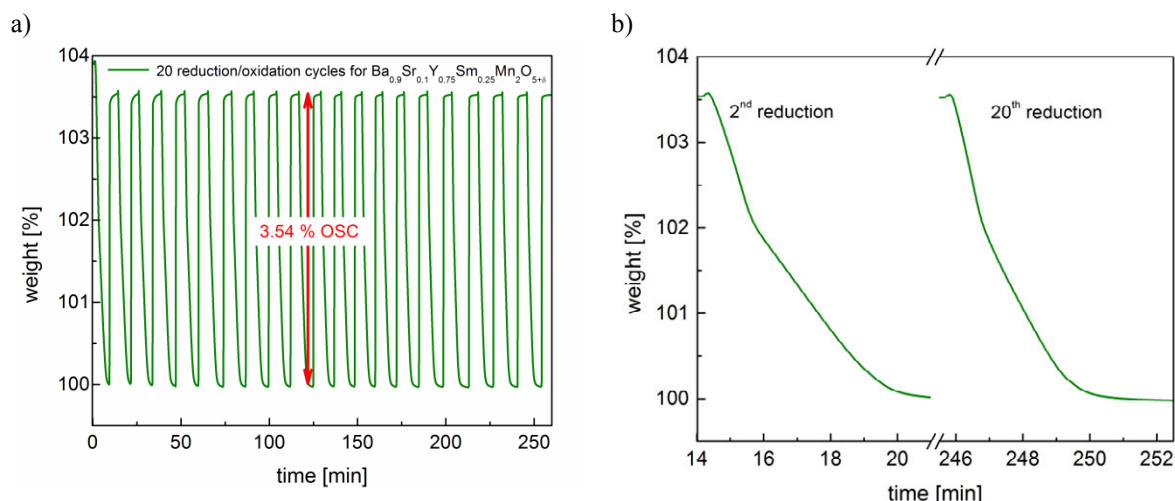 a)
104
103
102
101
100
0
50
100
150
200
250
weight [%]
time [min]
20 reduction/oxidation cycles for Ba0.9Sr0.1Y0.75Sm0.25Mn2O5+δ
3.54 % OSC
b)
104
103
102
101
100
14
16
18
20
246
248
250
252
weight [%]
time [min]
2nd reduction
20th reduction